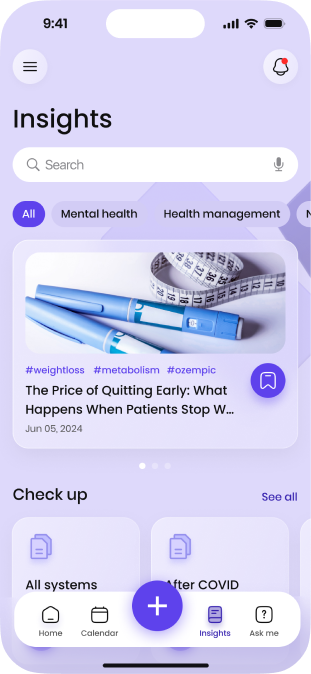 9:41
Insights
Search
All
Mental health
Health management
#weightloss #metabolism #ozempic
The Price of Quitting Early: What
Happens When Patients Stop W...
Jun 05, 2024
Check up
See all
All systems
After COVID
Home
Calendar
Insights
Ask me